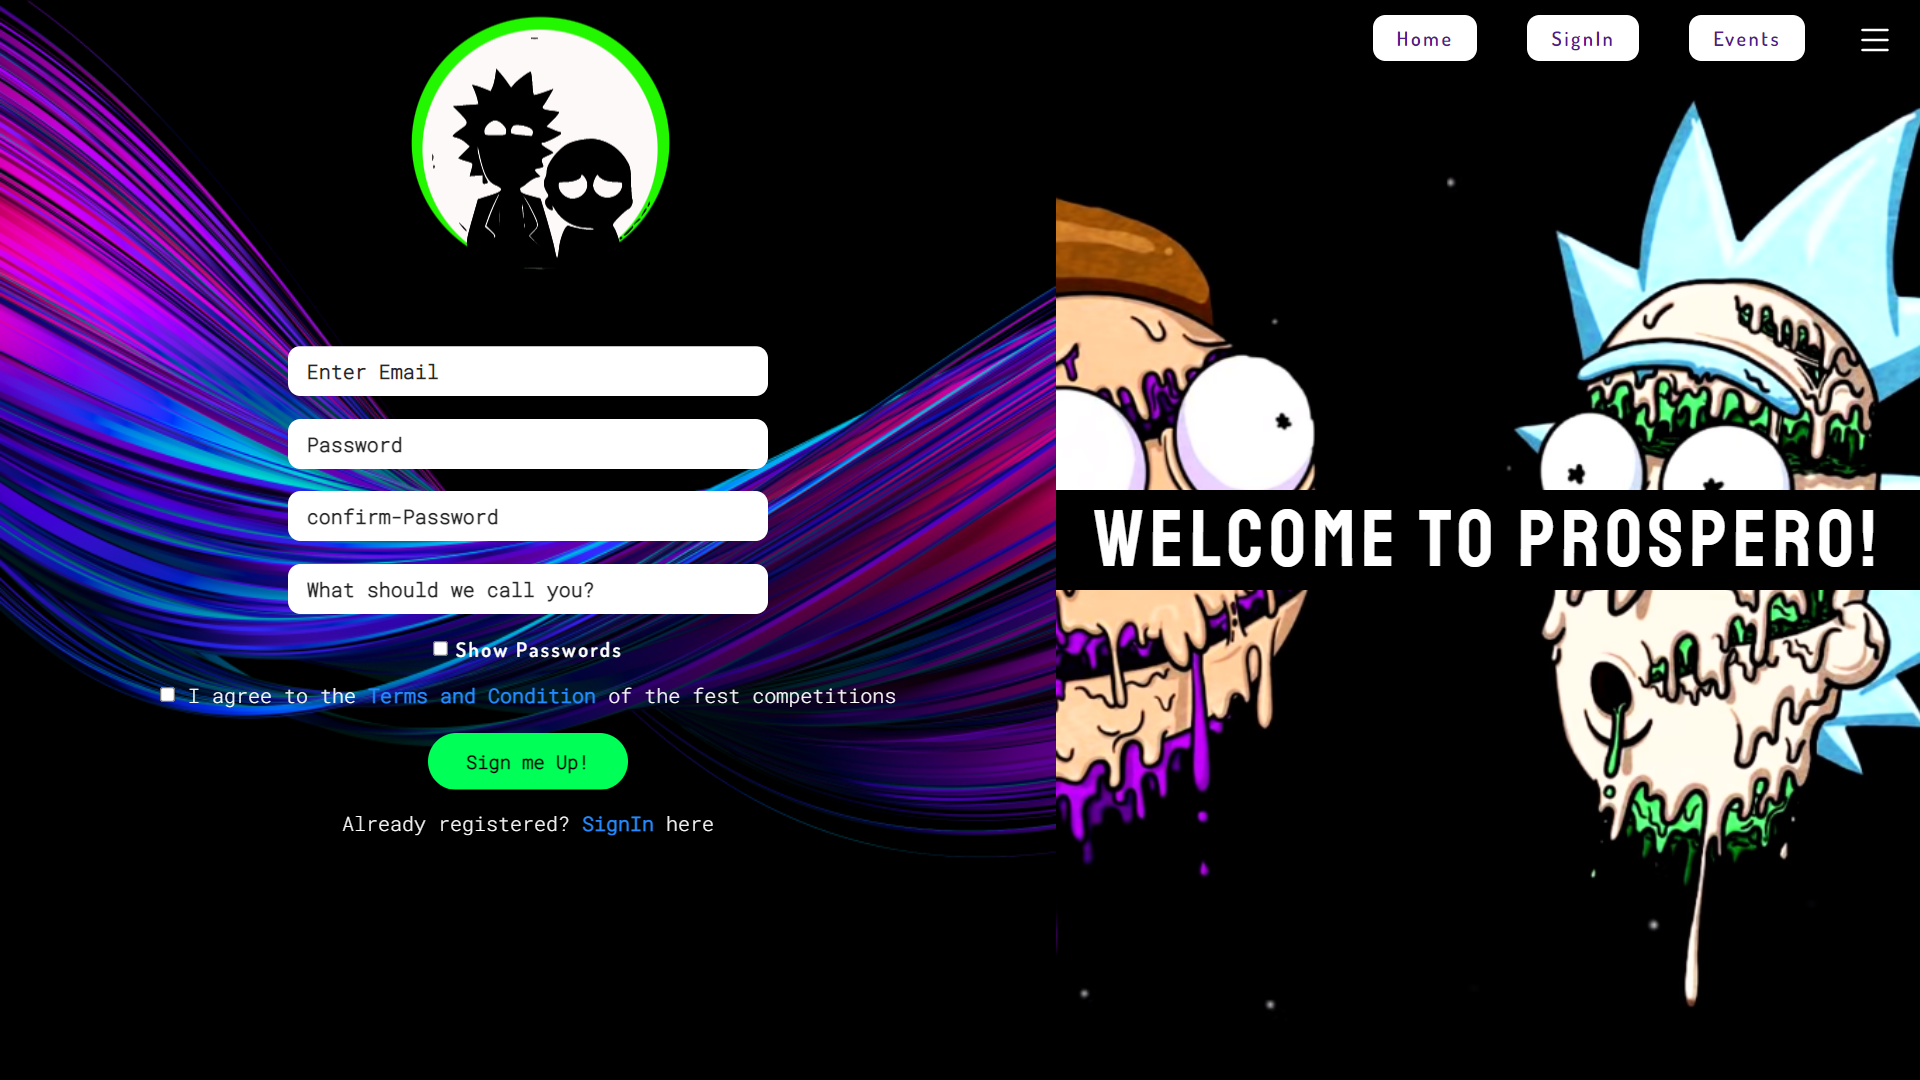 Home
SignIn
Events
Enter Email
Password
confirm-Password
What should we call you?
Show Passwords
I agree to the Terms and Condition of the fest competitions
Sign me Up!
Already registered? SignIn here
WELCOME TO PROSPERO!